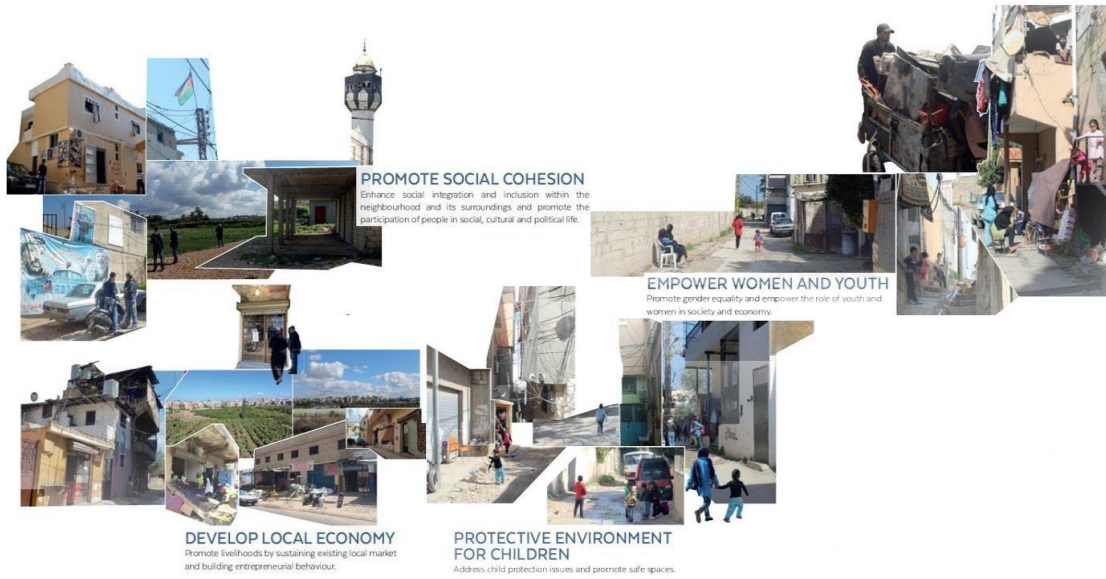 PROMOTE SOCIAL COHESION
Enhance social integration and inclusion within the
neighbourhood and its surroundings and promote the
participation of people in social, cultural and political life.
EMPOWER WOMEN AND YOUTH
Promote gender equality and empower the role of youth and
women in society and economy.
DEVELOP LOCAL ECONOMY
Promote livelihoods by sustaining existing local market
and building entrepreneurial behaviour.
PROTECTIVE ENVIRONMENT
FOR CHILDREN
Address child protection issues and promote safe spaces.